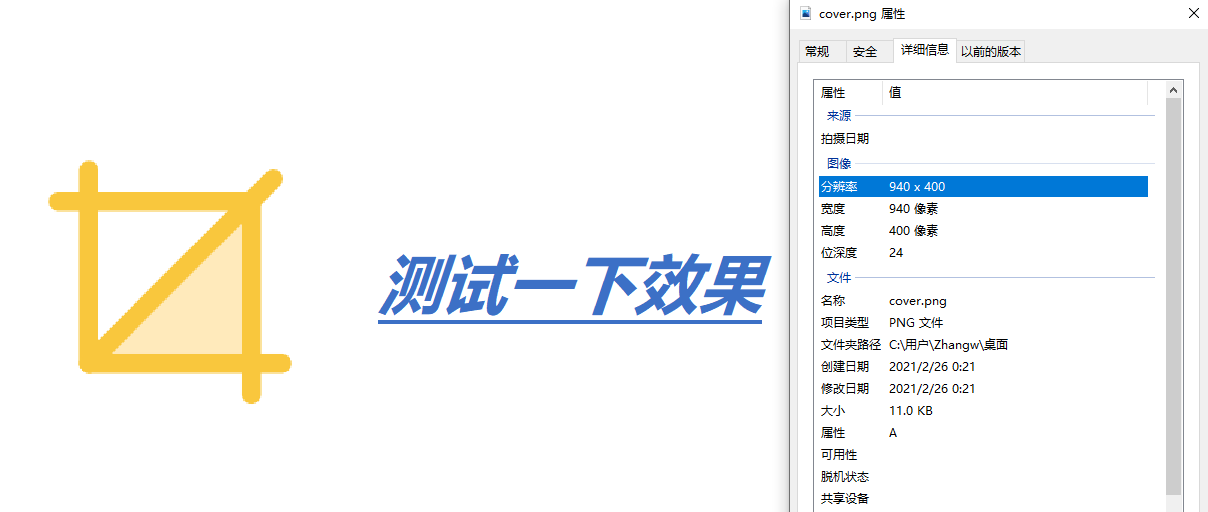 测试一下效果
cover.png 属性
常规 安全 详细信息 以前的版本
属性 值
来源
拍摄日期
图像
分辨率 940 x 400
宽度 940 像素
高度 400 像素
位深度 24
文件
名称 cover.png
项目类型 PNG 文件
文件夹路径 C:\用户\Zhangw\桌面
创建日期 2021/2/26 0:21
修改日期 2021/2/26 0:21
大小 11.0 KB
属性 A
可用性
脱机状态
共享设备